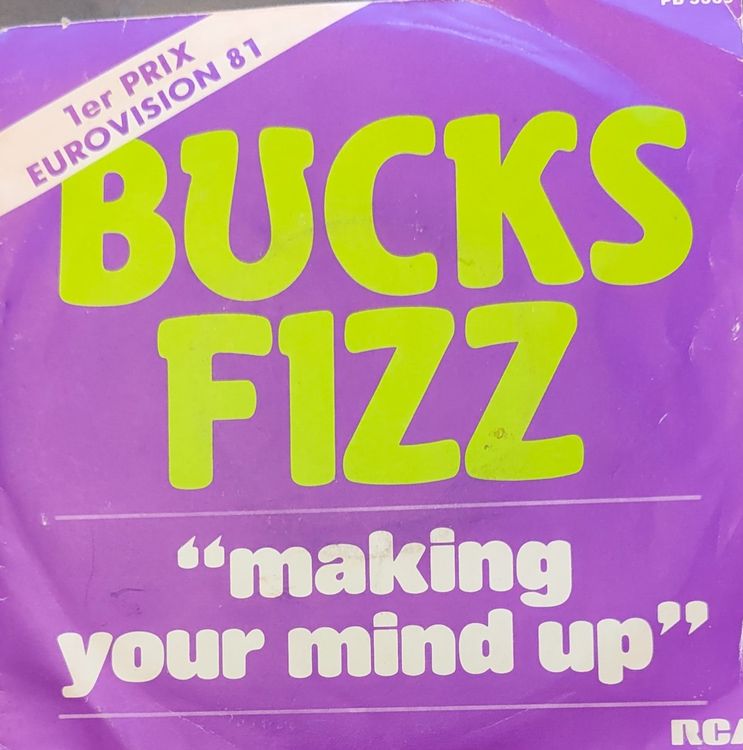 1er PRIX
EUROVISION 81
BUCKS
FIZZ
“making
your mind up”
RCA